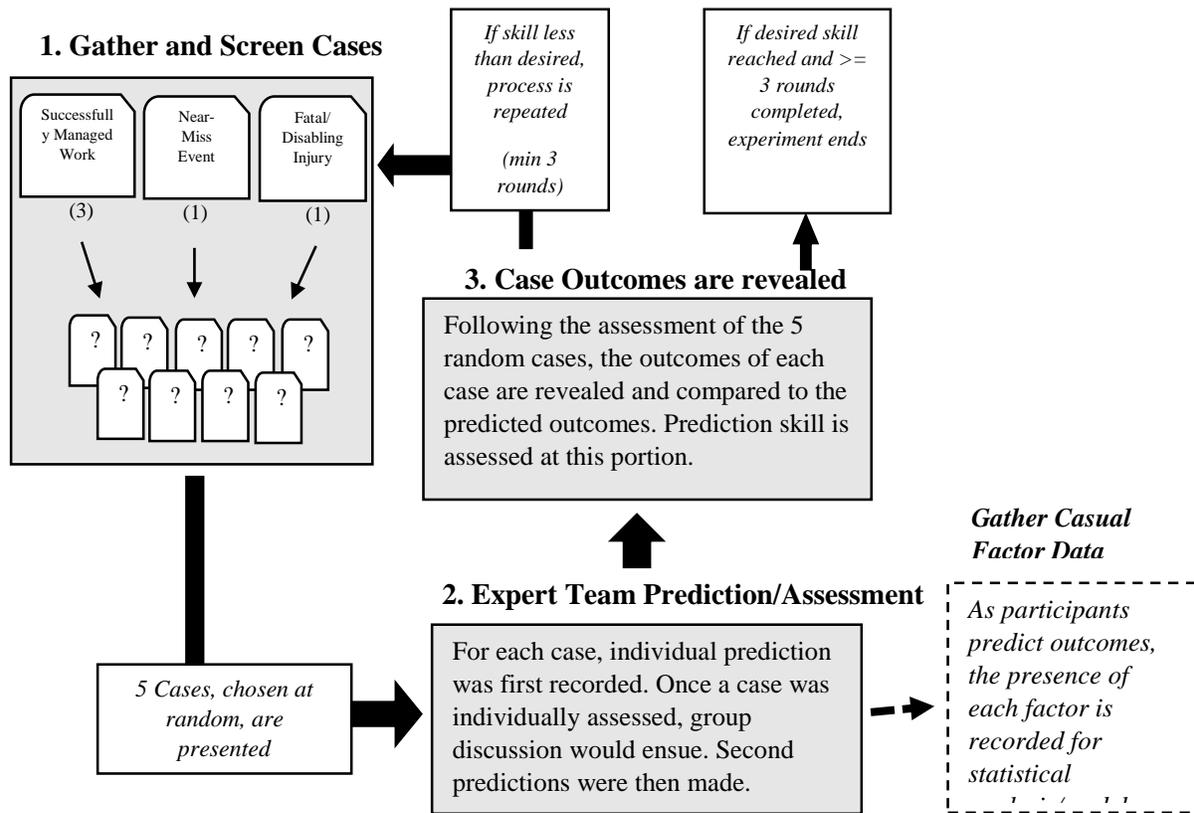 1. Gather and Screen Cases
Successfull
y Managed
Work
Near-
Miss
Event
Fatal/
Disabling
Injury
(3)
(1)
(1)
?
?
?
?
?
?
?
?
?
If skill less
than desired,
process is
repeated
(min 3
rounds)
If desired skill
reached and >=
3 rounds
completed,
experiment ends
3. Case Outcomes are revealed
Following the assessment of the 5
random cases, the outcomes of each
case are revealed and compared to the
predicted outcomes. Prediction skill is
assessed at this portion.
2. Expert Team Prediction/Assessment
For each case, individual prediction
was first recorded. Once a case was
individually assessed, group
discussion would ensue. Second
predictions were then made.
5 Cases, chosen at
random, are
presented
Gather Casual
Factor Data
As participants
predict outcomes,
the presence of
each factor is
recorded for
statistical